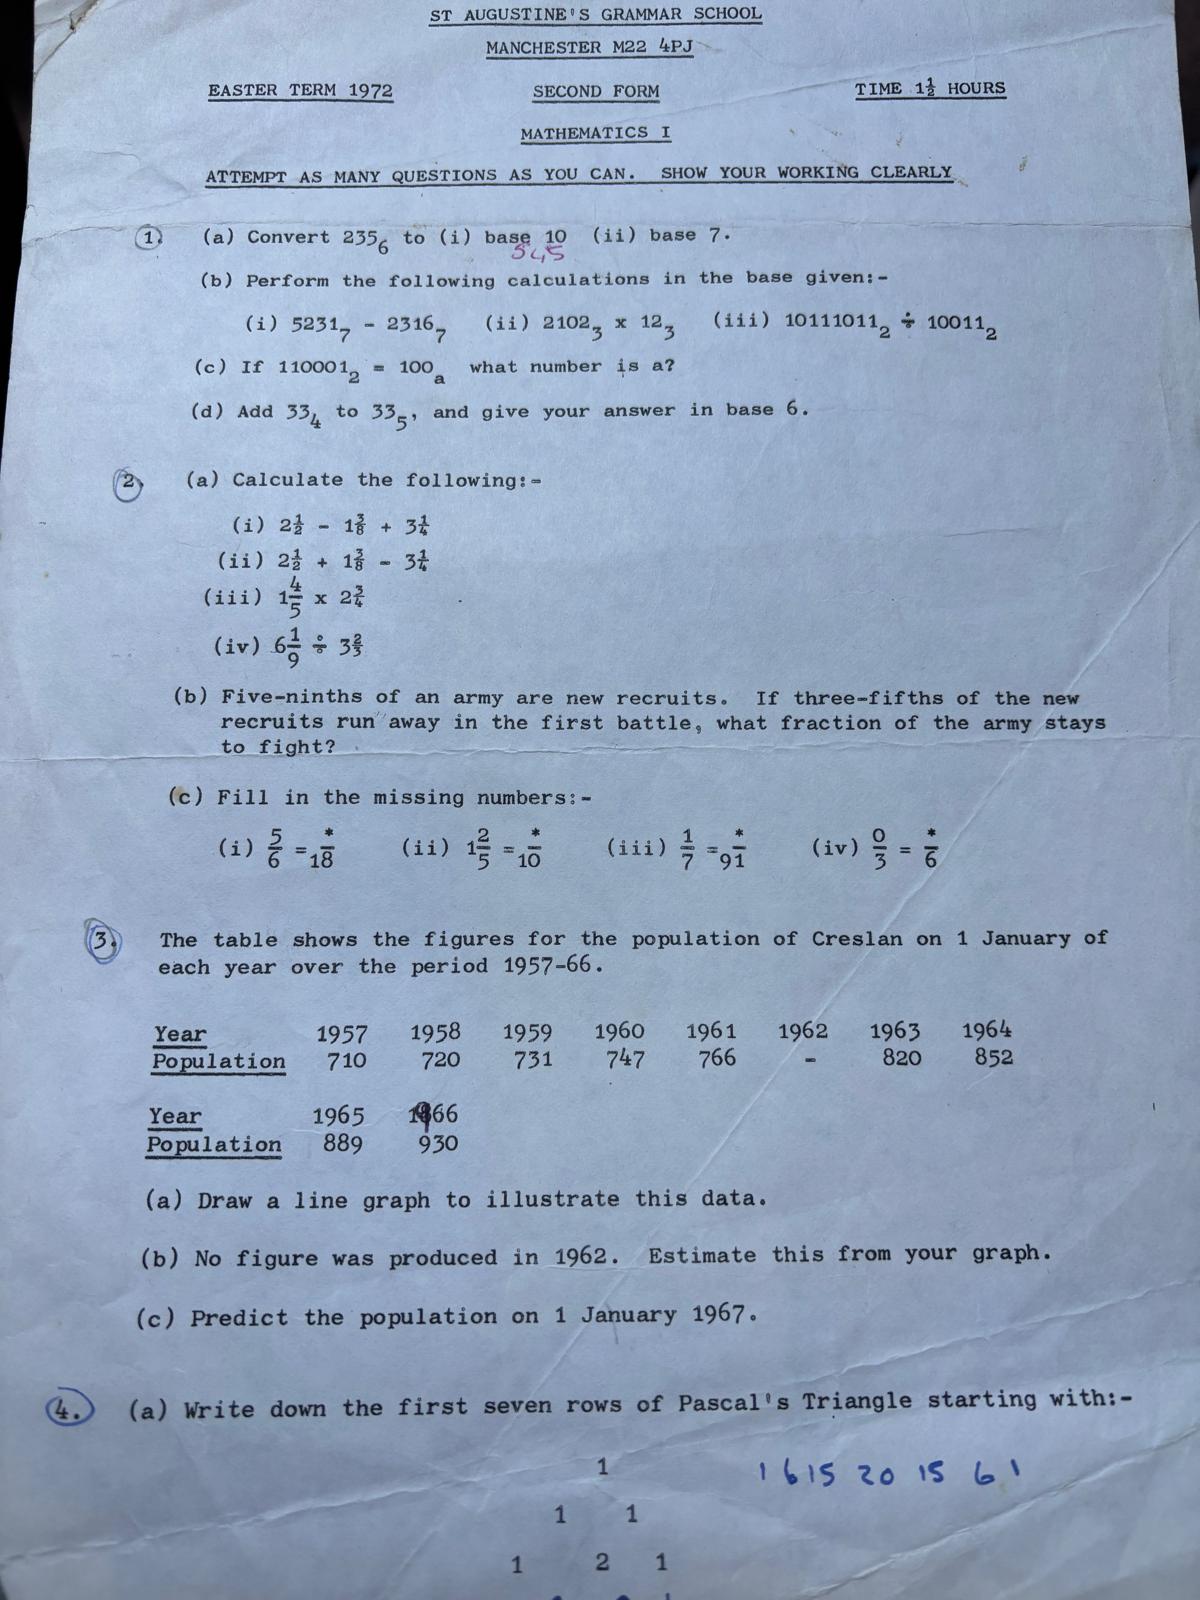 ST AUGUSTINE'S GRAMMAR SCHOOL
MANCHESTER M22 4PJ
EASTER TERM 1972 SECOND FORM TIME 1½ HOURS
MATHEMATICS I
ATTEMPT AS MANY QUESTIONS AS YOU CAN. SHOW YOUR WORKING CLEARLY
1. (a) Convert 235₆ to (i) base 10 (ii) base 7.
(b) Perform the following calculations in the base given:-
(i) 5231₇ - 2316₇ (ii) 2102₃ x 12₃ (iii) 10111011₂ ÷ 10011₂
(c) If 110001₂ = 100ₐ what number is a?
(d) Add 33₄ to 33₅, and give your answer in base 6.
2. (a) Calculate the following:-
(i) 2½ - 1⅜ + 3¼
(ii) 2½ + 1⅜ - 3¼
(iii) 1 4/5 x 2¾
(iv) 6 1/9 ÷ 3⅔
(b) Five-ninths of an army are new recruits. If three-fifths of the new
recruits run away in the first battle, what fraction of the army stays
to fight?
(c) Fill in the missing numbers:-
(i) 5/6 = */18 (ii) 1 2/5 = */10 (iii) 1/7 = */91 (iv) 0/3 = */6
3. The table shows the figures for the population of Creslan on 1 January of
each year over the period 1957-66.
Year 1957 1958 1959 1960 1961 1962 1963 1964
Population 710 720 731 747 766 - 820 852
Year 1965 1966
Population 889 930
(a) Draw a line graph to illustrate this data.
(b) No figure was produced in 1962. Estimate this from your graph.
(c) Predict the population on 1 January 1967.
4. (a) Write down the first seven rows of Pascal's Triangle starting with:-
1 1 6 15 20 15 6 1
1 1
1 2 1